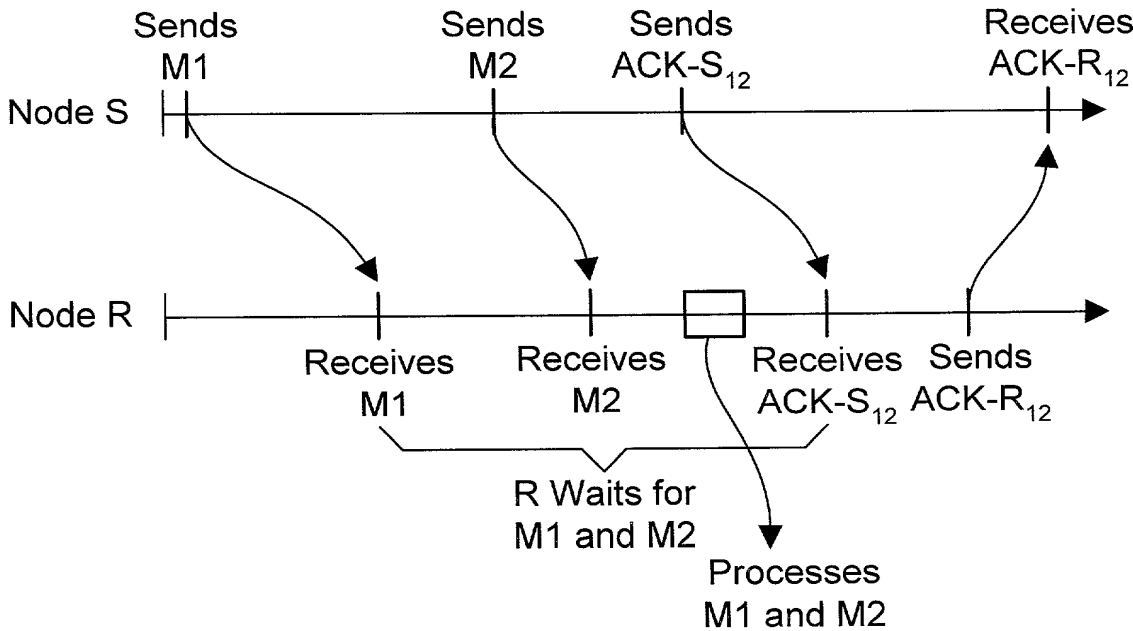 Sends
M1
Sends
M2
Sends
ACK-S₁₂
Receives
ACK-R₁₂
Node S
Node R
Receives
M1
Receives
M2
Receives
ACK-S₁₂
Sends
ACK-R₁₂
R Waits for
M1 and M2
Processes
M1 and M2